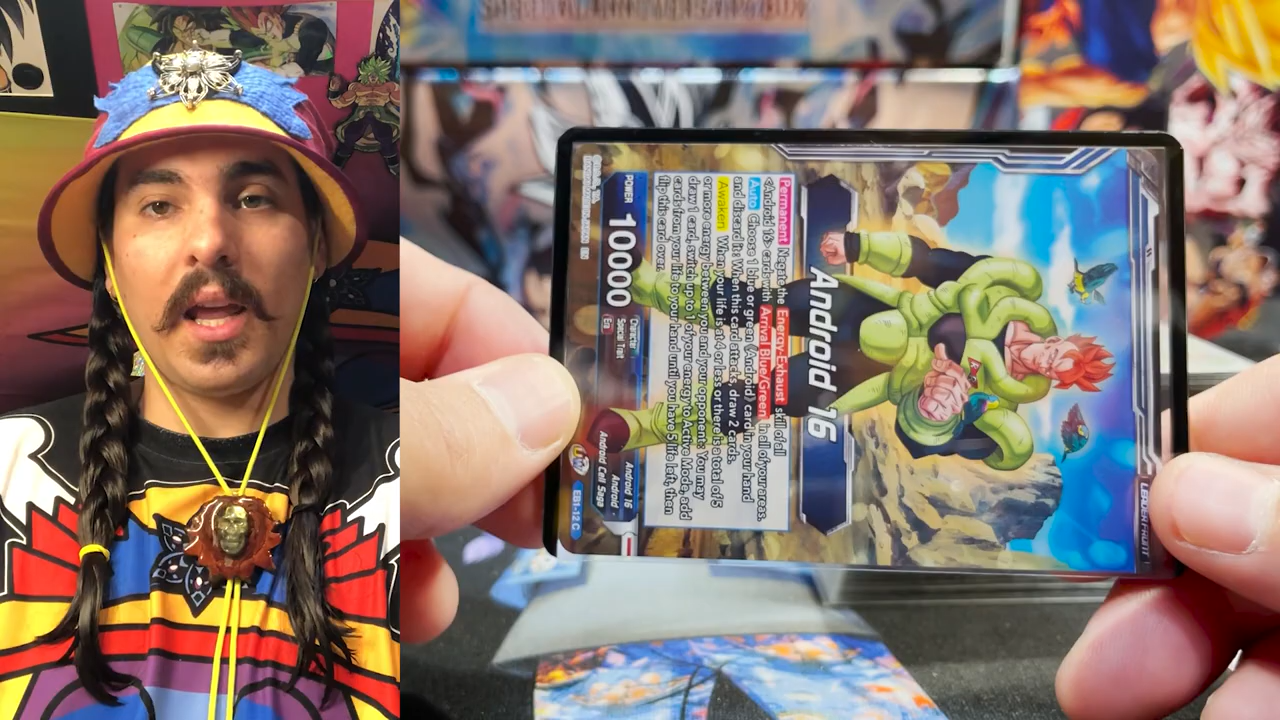 LEADER FRONT
Android 16
Permanent Negate the Energy-Exhaust skill of all
<Android 16> cards with Arrival Blue/Green in all of your areas.
Auto Choose 1 blue or green «Android» card in your hand
and discard it: When this card attacks, draw 2 cards.
Awaken When your life is at 4 or less or there is a total of 5
or more energy between you and your opponent: You may
draw 1 card, switch up to 1 of your energy to Active Mode, add
cards from your life to your hand until you have 5 life left, then
flip this card over.
POWER 10000
Character Android 16
Special Trait Android
Era Android Cell Saga
EB1-12 C